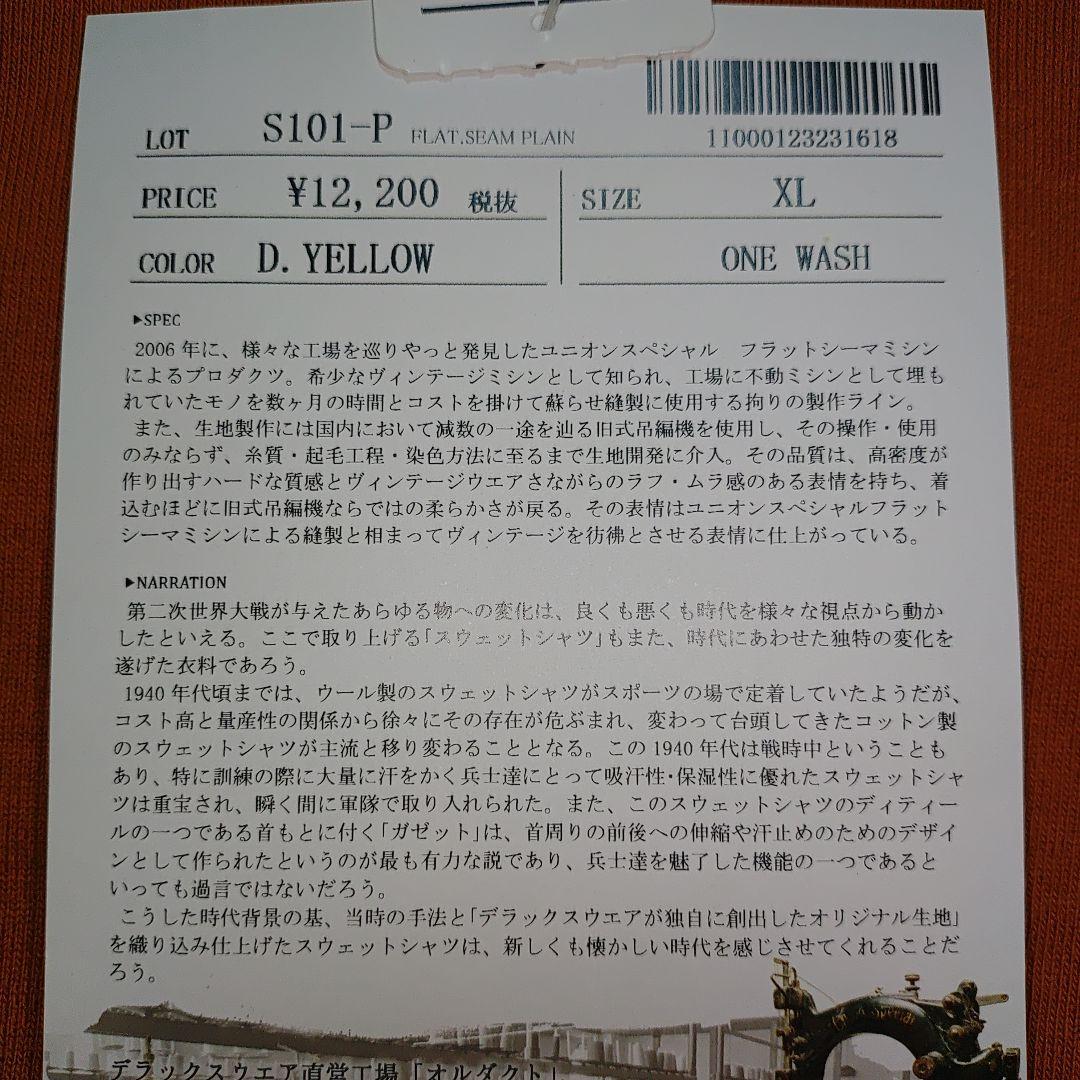 LOT S101-P FLAT.SEAM PLAIN
11000123231618
PRICE ¥12,200 税抜 SIZE XL
COLOR D.YELLOW ONE WASH
▶SPEC
2006年に、様々な工場を巡りやっと発見したユニオンスペシャル フラットシーマミシン
によるプロダクツ。希少なヴィンテージミシンとして知られ、工場に不動ミシンとして埋も
れていたモノを数ヶ月の時間とコストを掛けて蘇らせ縫製に使用する拘りの製作ライン。
また、生地製作には国内において減数の一途を辿る旧式吊編機を使用し、その操作・使用
のみならず、糸質・起毛工程・染色方法に至るまで生地開発に介入。その品質は、高密度が
作り出すハードな質感とヴィンテージウエアさながらのラフ・ムラ感のある表情を持ち、着
込むほどに旧式吊編機ならではの柔らかさが戻る。その表情はユニオンスペシャルフラット
シーマミシンによる縫製と相まってヴィンテージを彷彿とさせる表情に仕上がっている。
▶NARRATION
第二次世界大戦が与えたあらゆる物への変化は、良くも悪くも時代を様々な視点から動か
したといえる。ここで取り上げる「スウェットシャツ」もまた、時代にあわせた独特の変化を
遂げた衣料であろう。
1940年代頃までは、ウール製のスウェットシャツがスポーツの場で定着していたようだが、
コスト高と量産性の関係から徐々にその存在が危ぶまれ、変わって台頭してきたコットン製
のスウェットシャツが主流と移り変わることとなる。この1940年代は戦時中ということも
あり、特に訓練の際に大量に汗をかく兵士達にとって吸汗性・保湿性に優れたスウェットシャ
ツは重宝され、瞬く間に軍隊で取り入れられた。また、このスウェットシャツのディティー
ルの一つである首もとに付く「ガゼット」は、首周りの前後への伸縮や汗止めのためのデザイ
ンとして作られたというのが最も有力な説であり、兵士達を魅了した機能の一つであると
いっても過言ではないだろう。
こうした時代背景の基、当時の手法と「デラックスウエアが独自に創出したオリジナル生地」
を織り込み仕上げたスウェットシャツは、新しくも懐かしい時代を感じさせてくれることだ
ろう。
デラックスウエア直営工場「オルダクト」